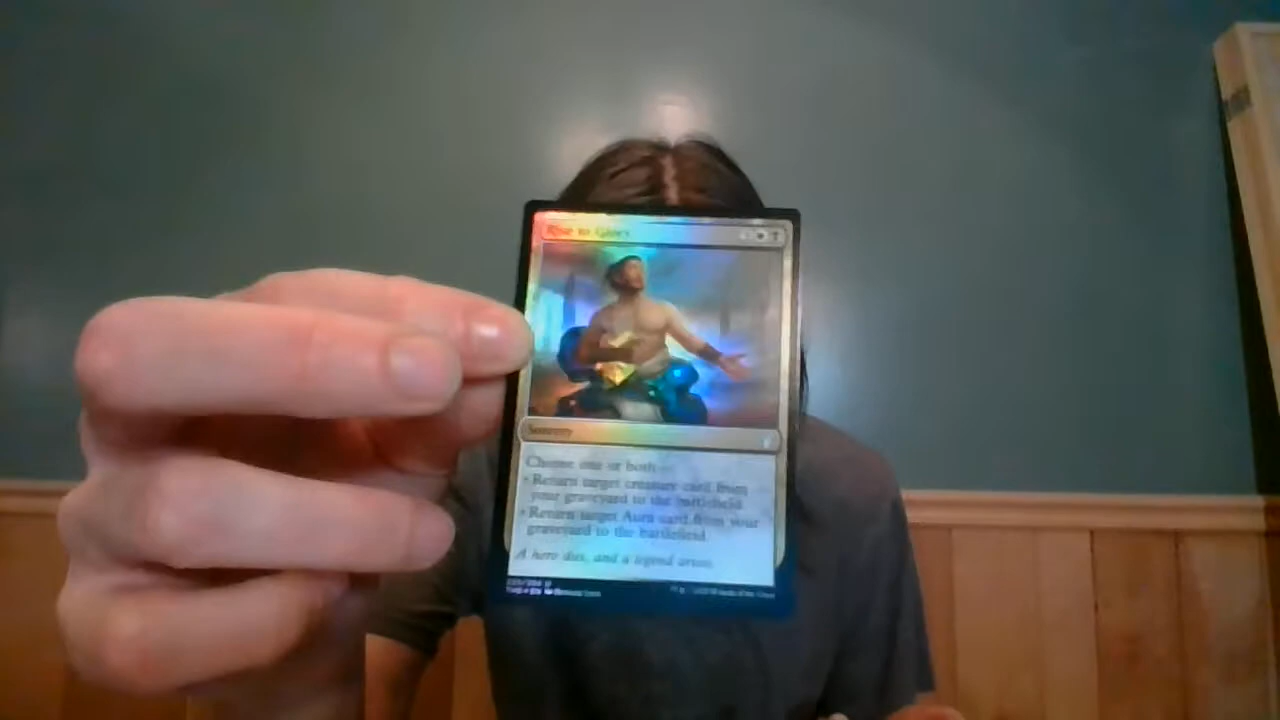 Rise to Glory
Sorcery
Choose one or both —
• Return target creature card from
your graveyard to the battlefield.
• Return target Aura card from your
graveyard to the battlefield.
A hero dies, and a legend arises.